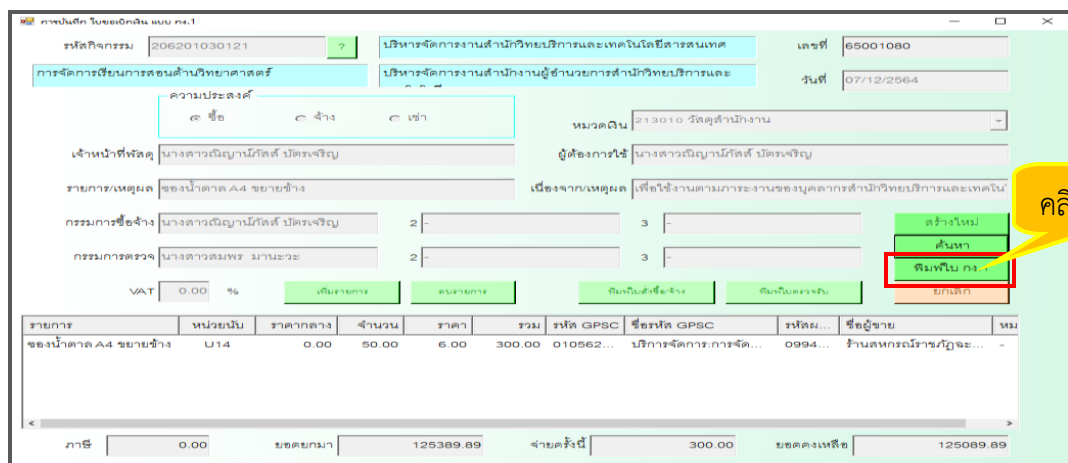 การบันทึก ใบขอเบิกเงิน แบบ กง.1
รหัสกิจกรรม 206201030121 ? บริหารจัดการงานสำนักวิทยบริการและเทคโนโลยีสารสนเทศ เลขที่ 65001080
การจัดการเรียนการสอนด้านวิทยาศาสตร์ บริหารจัดการงานสำนักงานผู้อำนวยการสำนักวิทยบริการและ วันที่ 07/12/2564
ความประสงค์
ซื้อ จ้าง เช่า หมวดเงิน 213010 วัสดุสำนักงาน
เจ้าหน้าที่พัสดุ นางสาวณิญาน์ภัสส์ บัตรเจริญ ผู้ต้องการใช้ นางสาวณิญาน์ภัสส์ บัตรเจริญ
รายการ/เหตุผล ซองน้ำตาล A4 ขยายข้าง เนื่องจาก/เหตุผล เพื่อใช้งานตามภาระงานของบุคลากรสำนักวิทยบริการและเทคโน
คลิ
กรรมการซื้อจ้าง นางสาวณิญาน์ภัสส์ บัตรเจริญ 2 - 3 - สร้างใหม่
ค้นหา
กรรมการตรวจ นางสาวสมพร มานะวะ 2 - 3 - พิมพ์ใบ กง.1
VAT 0.00 % เพิ่มรายการ ลบรายการ พิมพ์ใบสั่งซื้อ/จ้าง พิมพ์ใบตรวจรับ ยกเลิก
รายการ หน่วยนับ ราคากลาง จำนวน ราคา รวม รหัส GPSC ชื่อรหัส GPSC รหัสผ... ชื่อผู้ขาย หม
ซองน้ำตาล A4 ขยายข้าง U14 0.00 50.00 6.00 300.00 010562... บริการจัดการ:การจัด... 0994... ร้านสหกรณ์ราชภัฏฉะ... -
ภาษี 0.00 ยอดยกมา 125389.89 จ่ายครั้งนี้ 300.00 ยอดคงเหลือ 125089.89